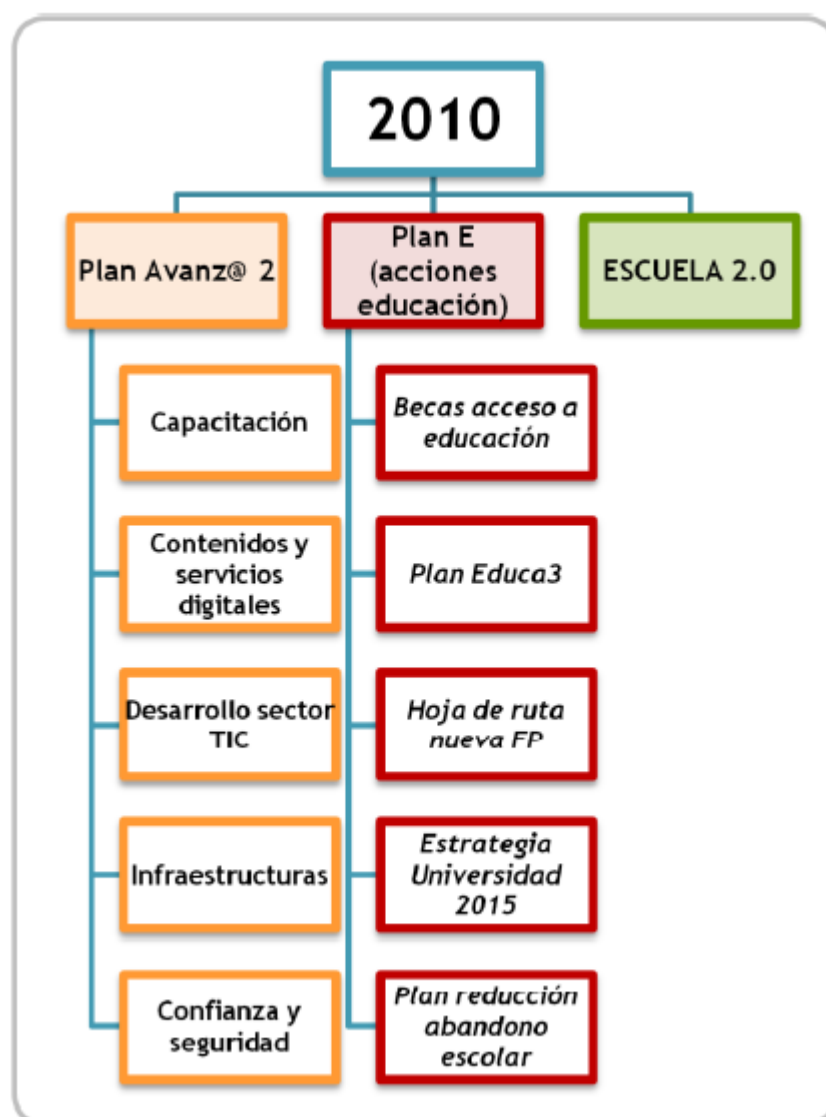 2010
Plan Avanz@ 2
Plan E
(acciones
educación)
ESCUELA 2.0
Capacitación
Contenidos y
servicios
digitales
Desarrollo sector
TIC
Infraestructuras
Confianza y
seguridad
Becas acceso a
educación
Plan Educa3
Hoja de ruta
nueva FP
Estrategia
Universidad
2015
Plan reducción
abandono
escolar